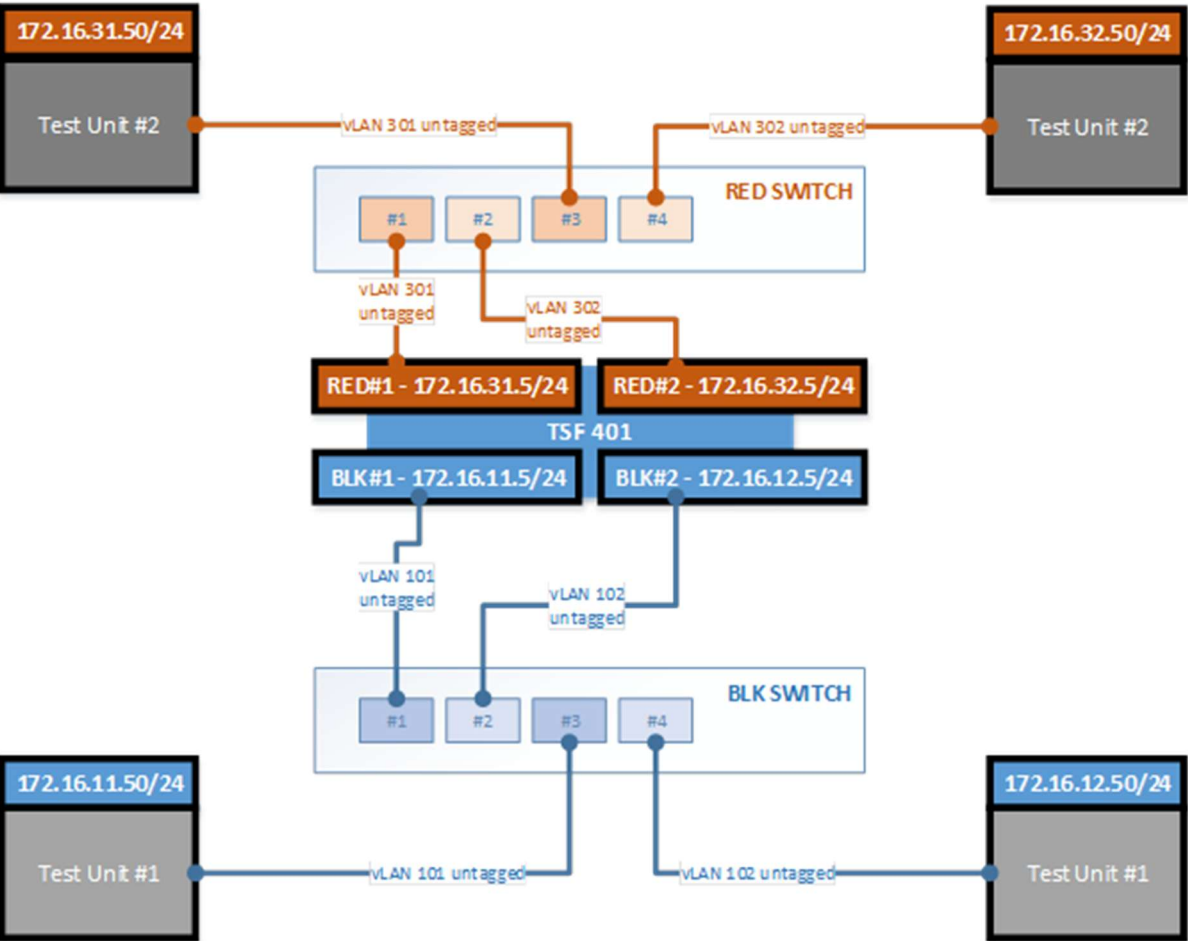 172.16.31.50/24
172.16.32.50/24
Test Unit #2
vLAN 301 untagged
vLAN 302 untagged
Test Unit #2
RED SWITCH
#1
#2
#3
#4
vLAN 301
untagged
vLAN 302
untagged
RED#1 - 172.16.31.5/24
RED#2 - 172.16.32.5/24
TSF 401
BLK#1 - 172.16.11.5/24
BLK#2 - 172.16.12.5/24
vLAN 101
untagged
vLAN 102
untagged
BLK SWITCH
#1
#2
#3
#4
172.16.11.50/24
172.16.12.50/24
Test Unit #1
vLAN 101 untagged
vLAN 102 untagged
Test Unit #1